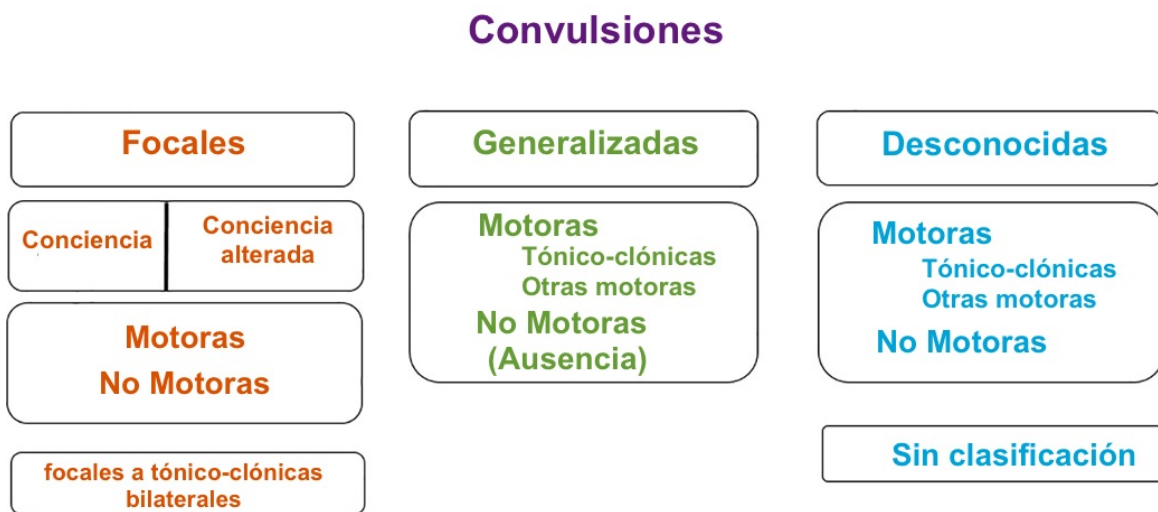 Convulsiones
Focales
Conciencia
Conciencia
alterada
Motoras
No Motoras
focales a tónico-clónicas
bilaterales
Generalizadas
Motoras
Tónico-clónicas
Otras motoras
No Motoras
(Ausencia)
Desconocidas
Motoras
Tónico-clónicas
Otras motoras
No Motoras
Sin clasificación